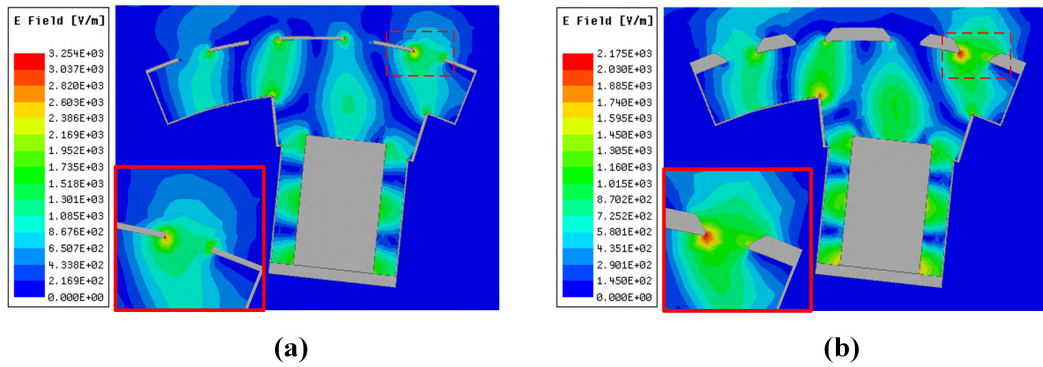 E Field [V/m]
3.254E+03
3.037E+03
2.820E+03
2.603E+03
2.386E+03
2.169E+03
1.952E+03
1.735E+03
1.518E+03
1.301E+03
1.085E+03
8.676E+02
6.507E+02
4.338E+02
2.169E+02
0.000E+00
(a)
E Field [V/m]
2.175E+03
2.030E+03
1.885E+03
1.740E+03
1.595E+03
1.450E+03
1.305E+03
1.160E+03
1.015E+03
8.702E+02
7.252E+02
5.801E+02
4.351E+02
2.901E+02
1.450E+02
0.000E+00
(b)